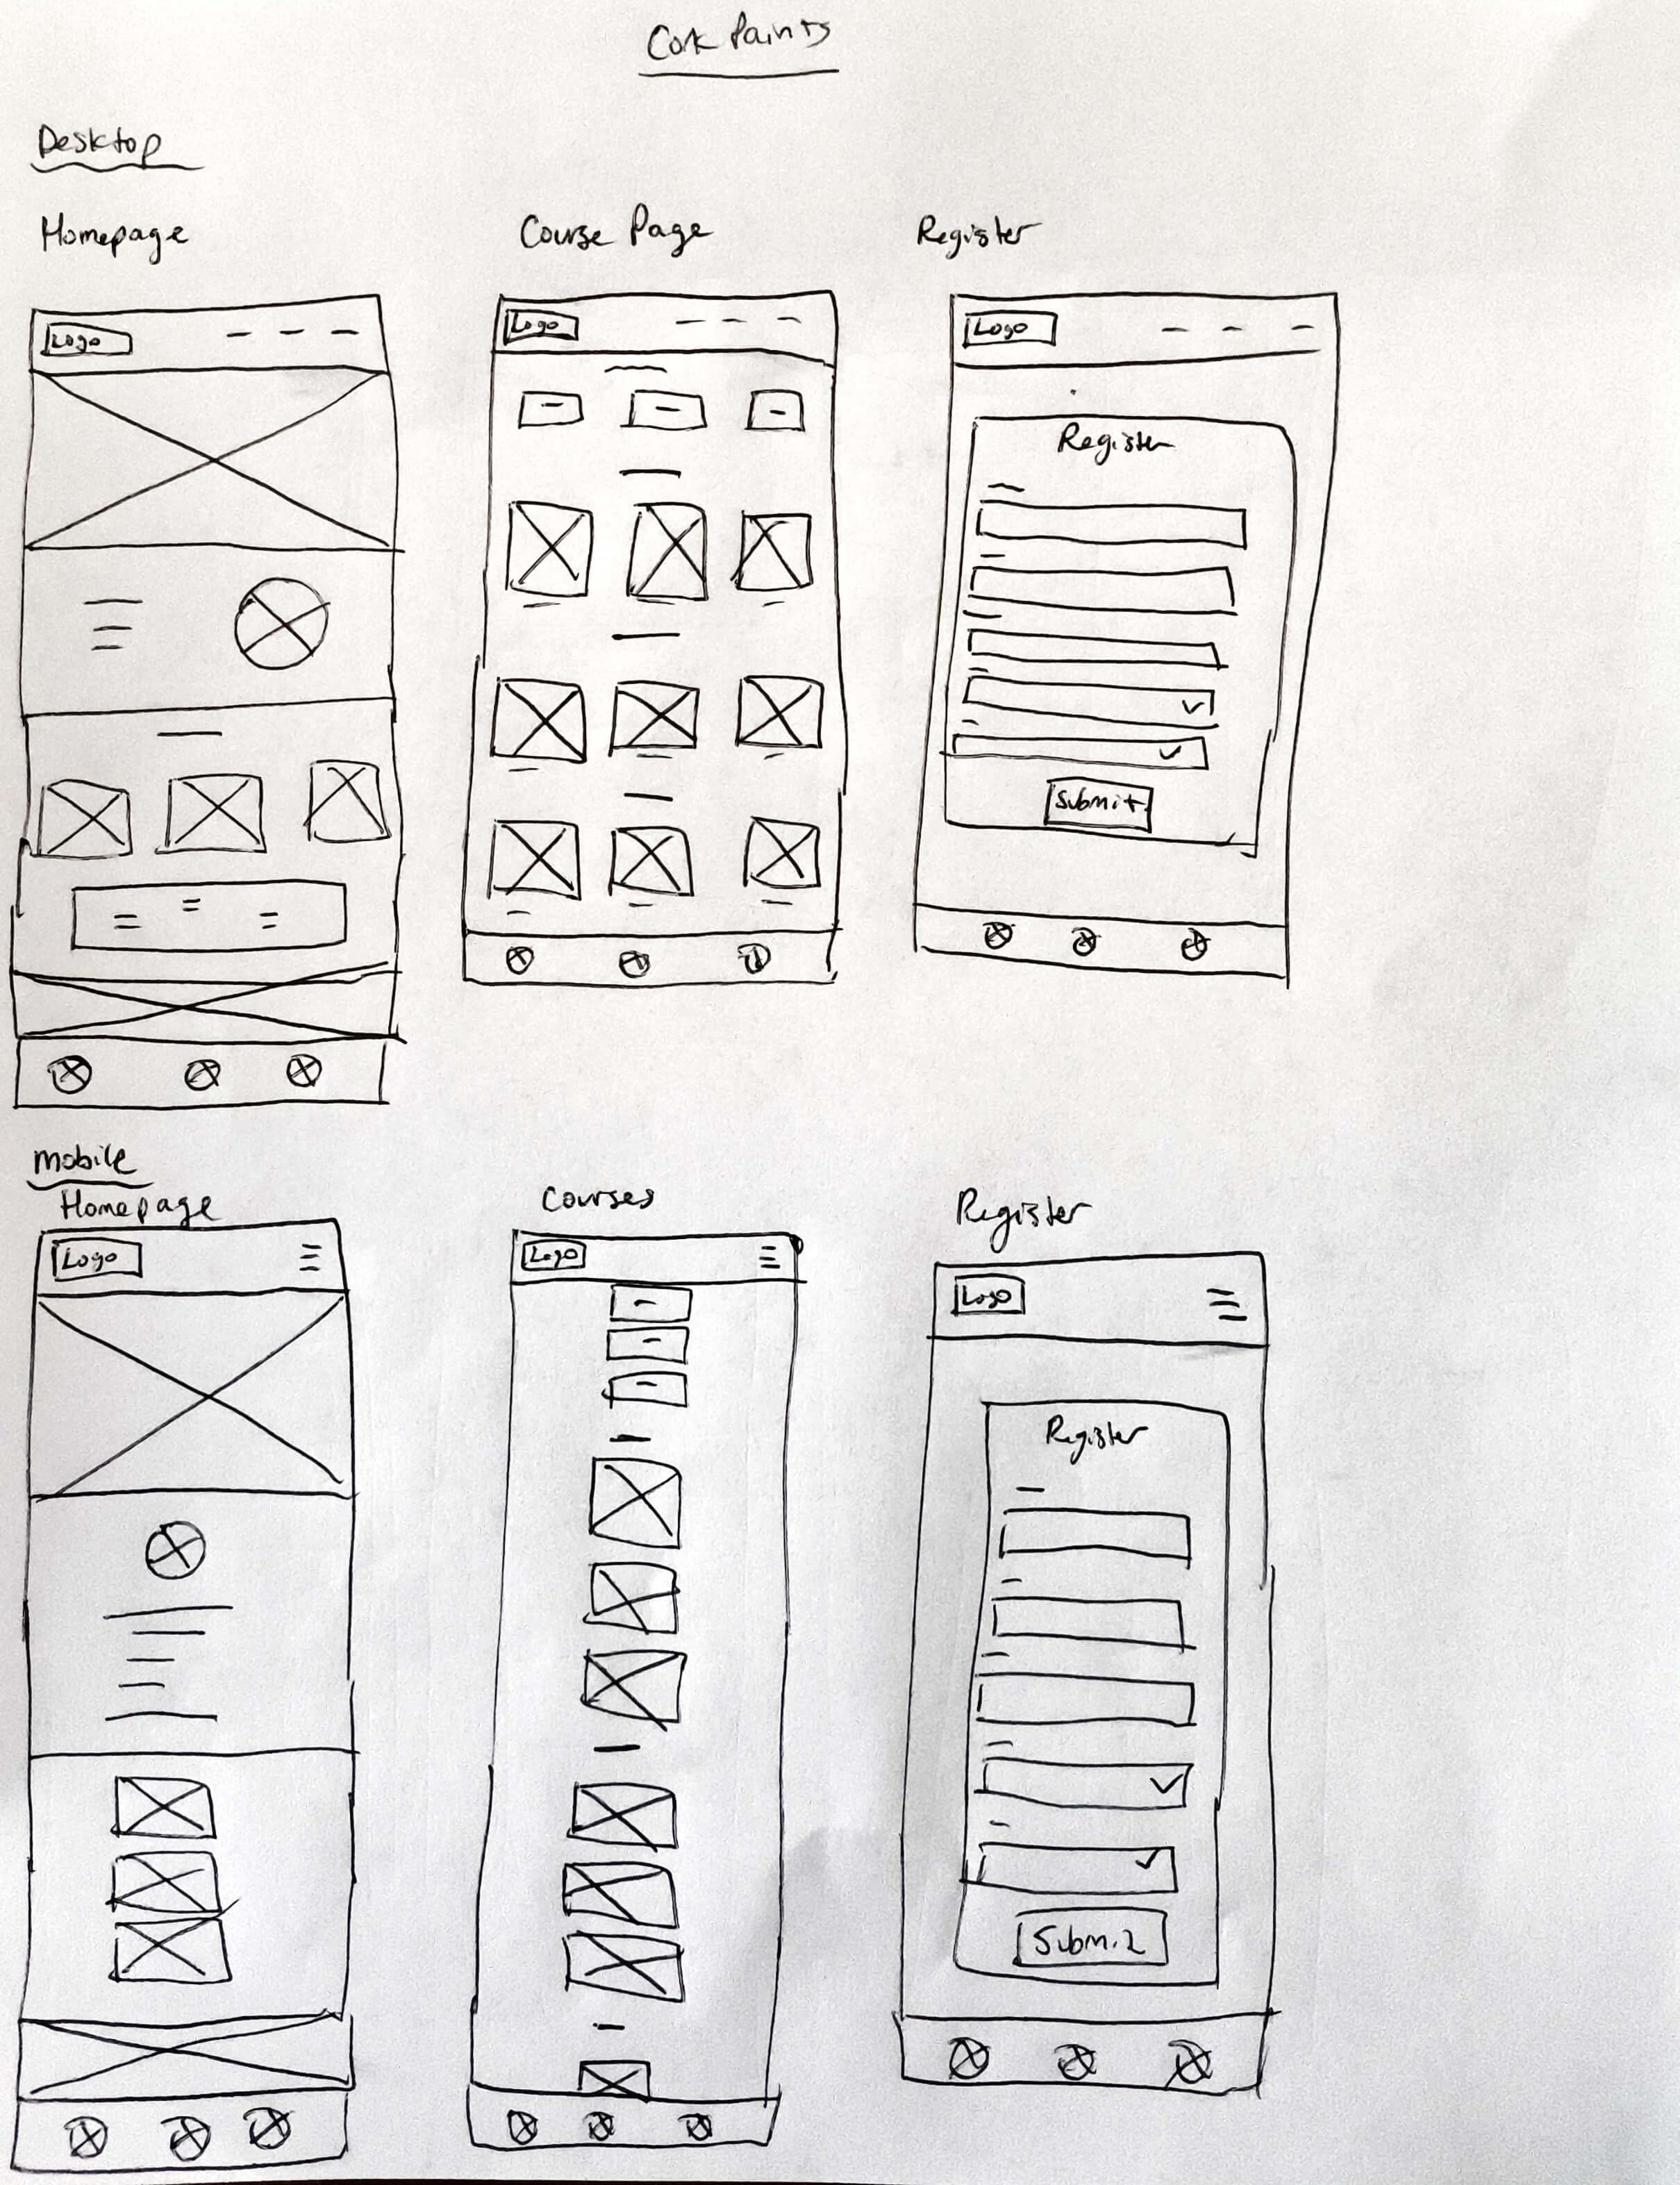 Cork Paints
Desktop
Homepage
Course Page
Register
Logo
Logo
Logo
Register
Submit
Mobile
Homepage
Courses
Register
Logo
Logo
Logo
Register
Submit